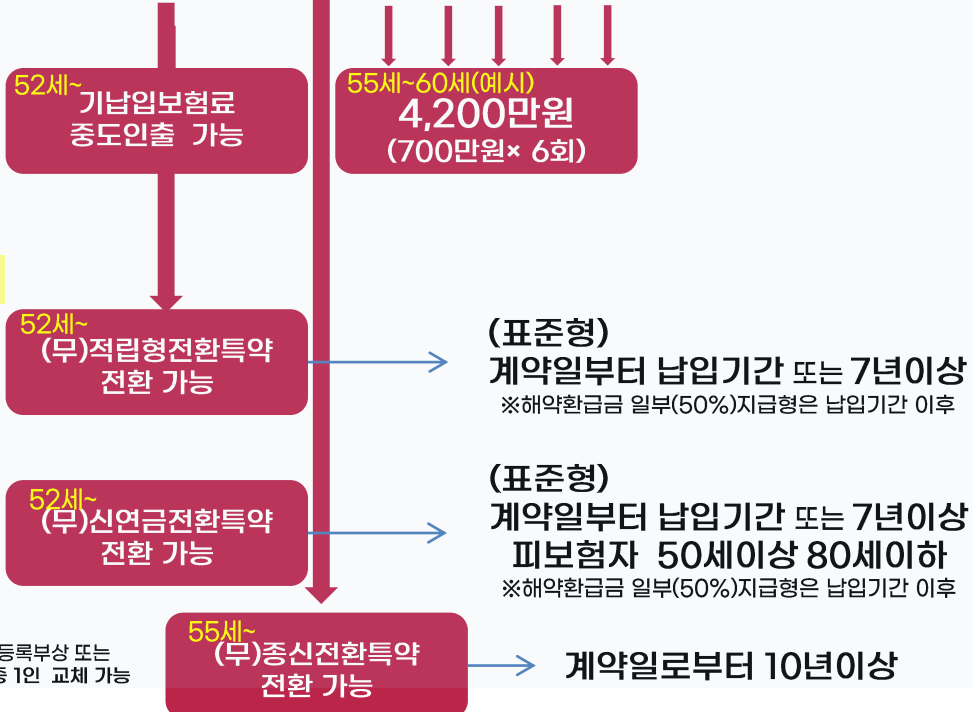 52세~
기납입보험료
중도인출 가능
55세~60세(예시)
4,200만원
(700만원× 6회)
52세~
(무)적립형전환특약
전환 가능
(표준형)
계약일부터 납입기간 또는 7년이상
※해약환급금 일부(50%)지급형은 납입기간 이후
52세~
(무)신연금전환특약
전환 가능
(표준형)
계약일부터 납입기간 또는 7년이상
피보험자 50세이상 80세이하
※해약환급금 일부(50%)지급형은 납입기간 이후
등록부상 또는
중 1인 교체 가능
55세~
(무)종신전환특약
전환 가능
계약일로부터 10년이상